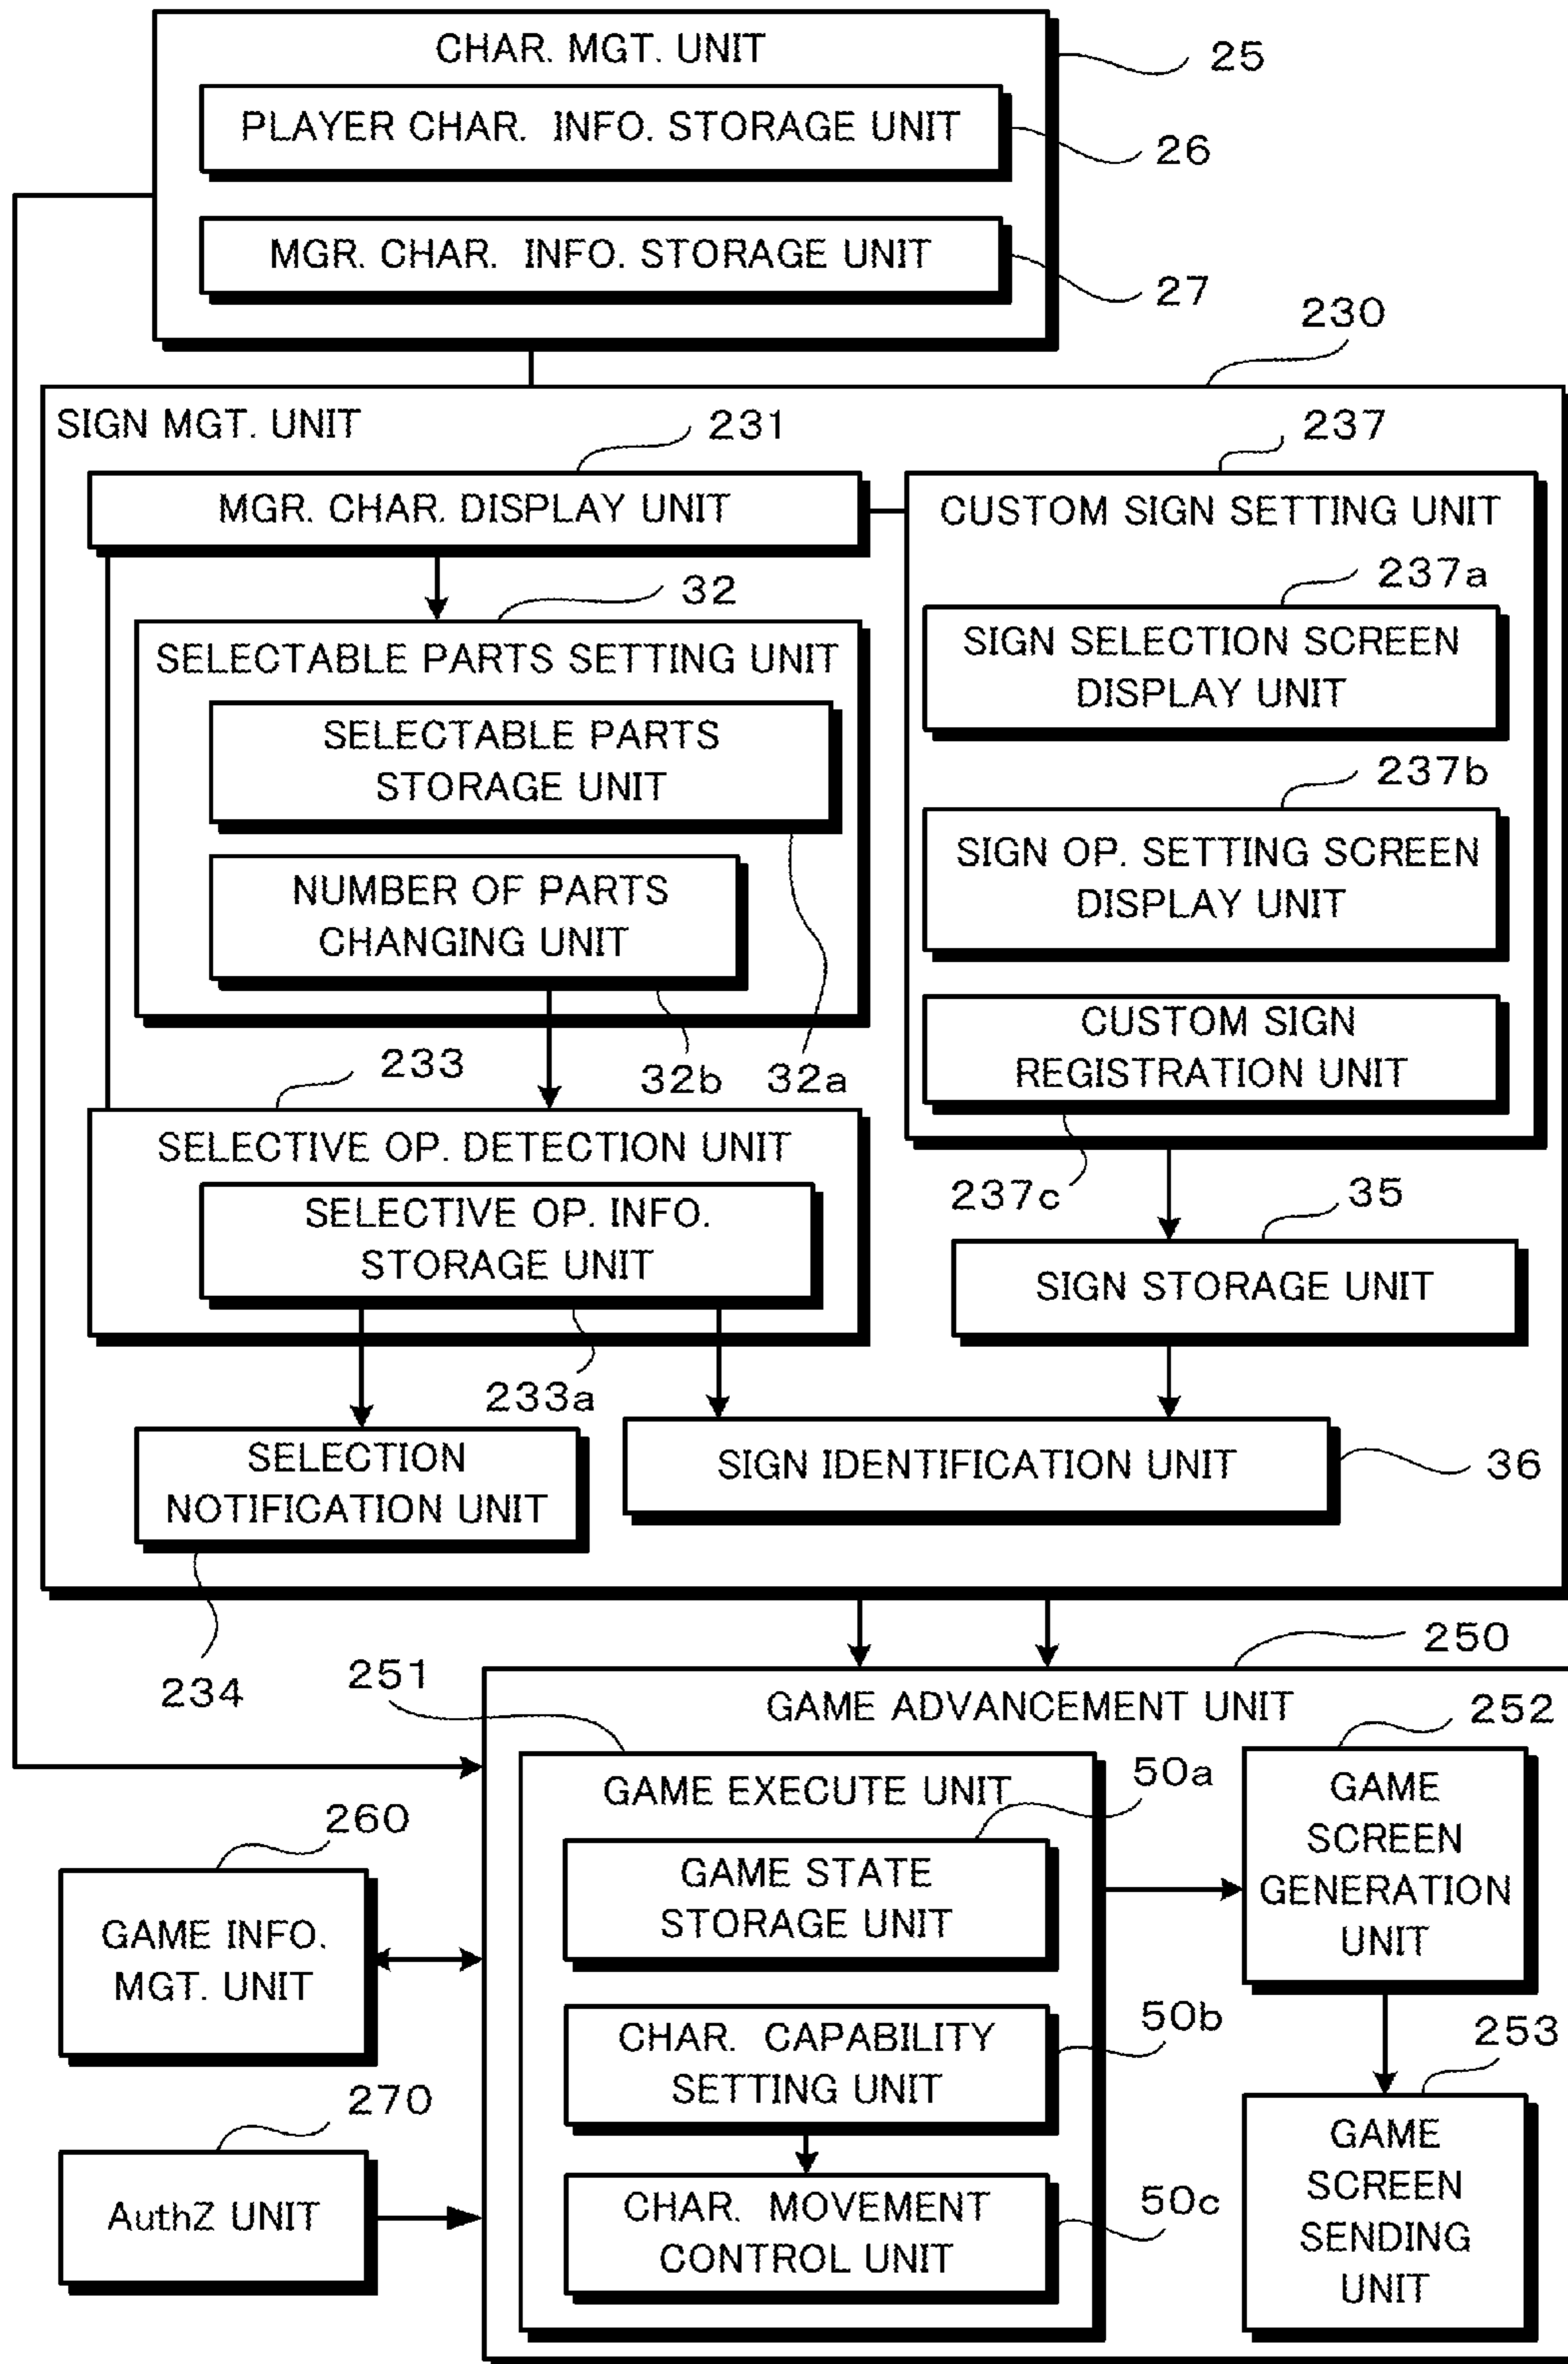 CHAR. MGT. UNIT
25
PLAYER CHAR. INFO. STORAGE UNIT
26
MGR. CHAR. INFO. STORAGE UNIT
27
230
SIGN MGT. UNIT
231
237
MGR. CHAR. DISPLAY UNIT
CUSTOM SIGN SETTING UNIT
32
237a
SELECTABLE PARTS SETTING UNIT
SIGN SELECTION SCREEN
DISPLAY UNIT
SELECTABLE PARTS
STORAGE UNIT
237b
SIGN OP. SETTING SCREEN
DISPLAY UNIT
NUMBER OF PARTS
CHANGING UNIT
CUSTOM SIGN
REGISTRATION UNIT
233
32b
32a
SELECTIVE OP. DETECTION UNIT
237c
35
SELECTIVE OP. INFO.
STORAGE UNIT
SIGN STORAGE UNIT
233a
SELECTION
NOTIFICATION UNIT
SIGN IDENTIFICATION UNIT
36
234
251
250
GAME ADVANCEMENT UNIT
252
GAME EXECUTE UNIT
50a
GAME
SCREEN
GENERATION
UNIT
260
GAME STATE
STORAGE UNIT
GAME INFO.
MGT. UNIT
50b
253
CHAR. CAPABILITY
SETTING UNIT
270
GAME
SCREEN
SENDING
UNIT
AuthZ UNIT
CHAR. MOVEMENT
CONTROL UNIT
50c